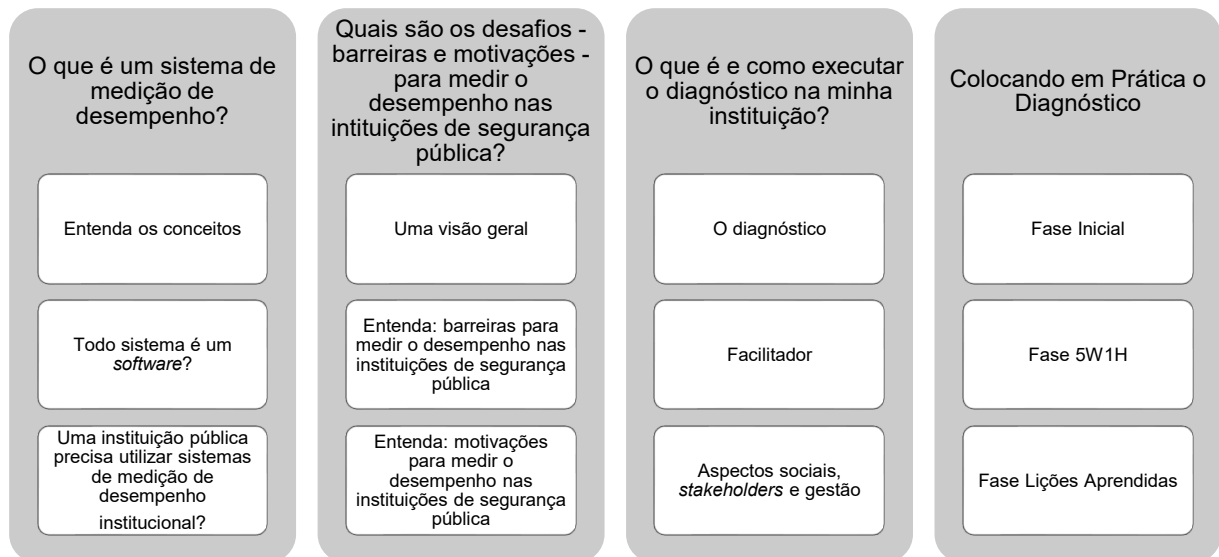 O que é um sistema de
medição de
desempenho?
Entenda os conceitos
Todo sistema é um
software?
Uma instituição pública
precisa utilizar sistemas
de medição de
desempenho
institucional?
Quais são os desafios -
barreiras e motivações -
para medir o
desempenho nas
intituições de segurança
pública?
Uma visão geral
Entenda: barreiras para
medir o desempenho nas
instituições de segurança
pública
Entenda: motivações
para medir o
desempenho nas
instituições de segurança
pública
O que é e como executar
o diagnóstico na minha
instituição?
O diagnóstico
Facilitador
Aspectos sociais,
stakeholders e gestão
Colocando em Prática o
Diagnóstico
Fase Inicial
Fase 5W1H
Fase Lições Aprendidas